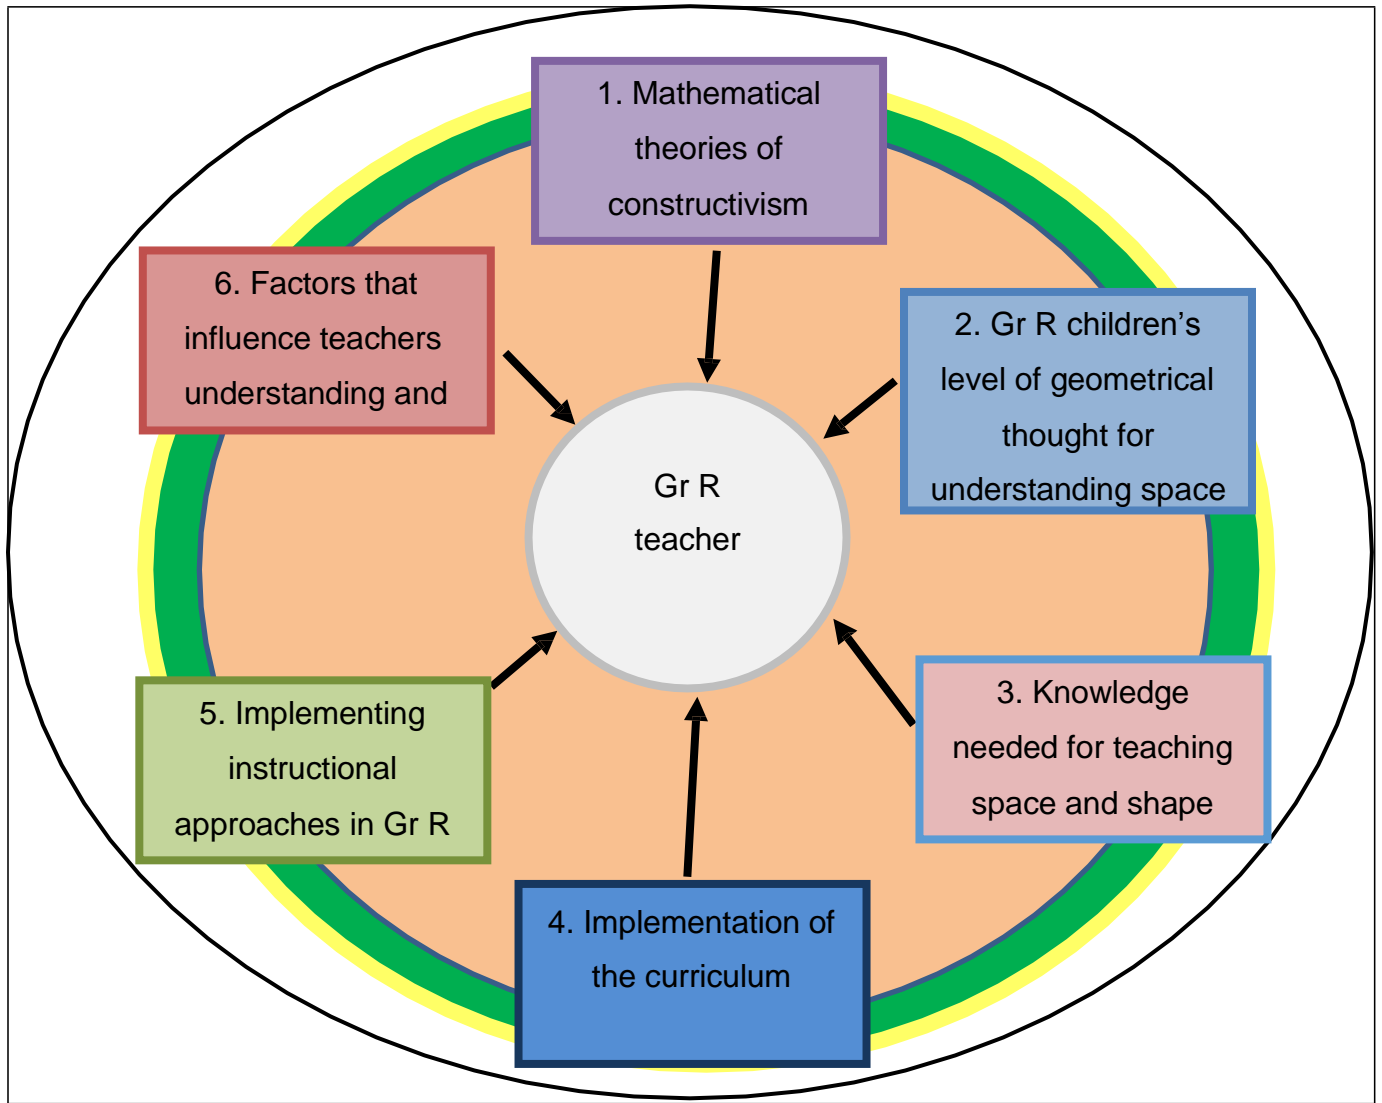 1. Mathematical
theories of
constructivism
2. Gr R children’s
level of geometrical
thought for
understanding space
3. Knowledge
needed for teaching
space and shape
4. Implementation of
the curriculum
5. Implementing
instructional
approaches in Gr R
6. Factors that
influence teachers
understanding and
Gr R
teacher